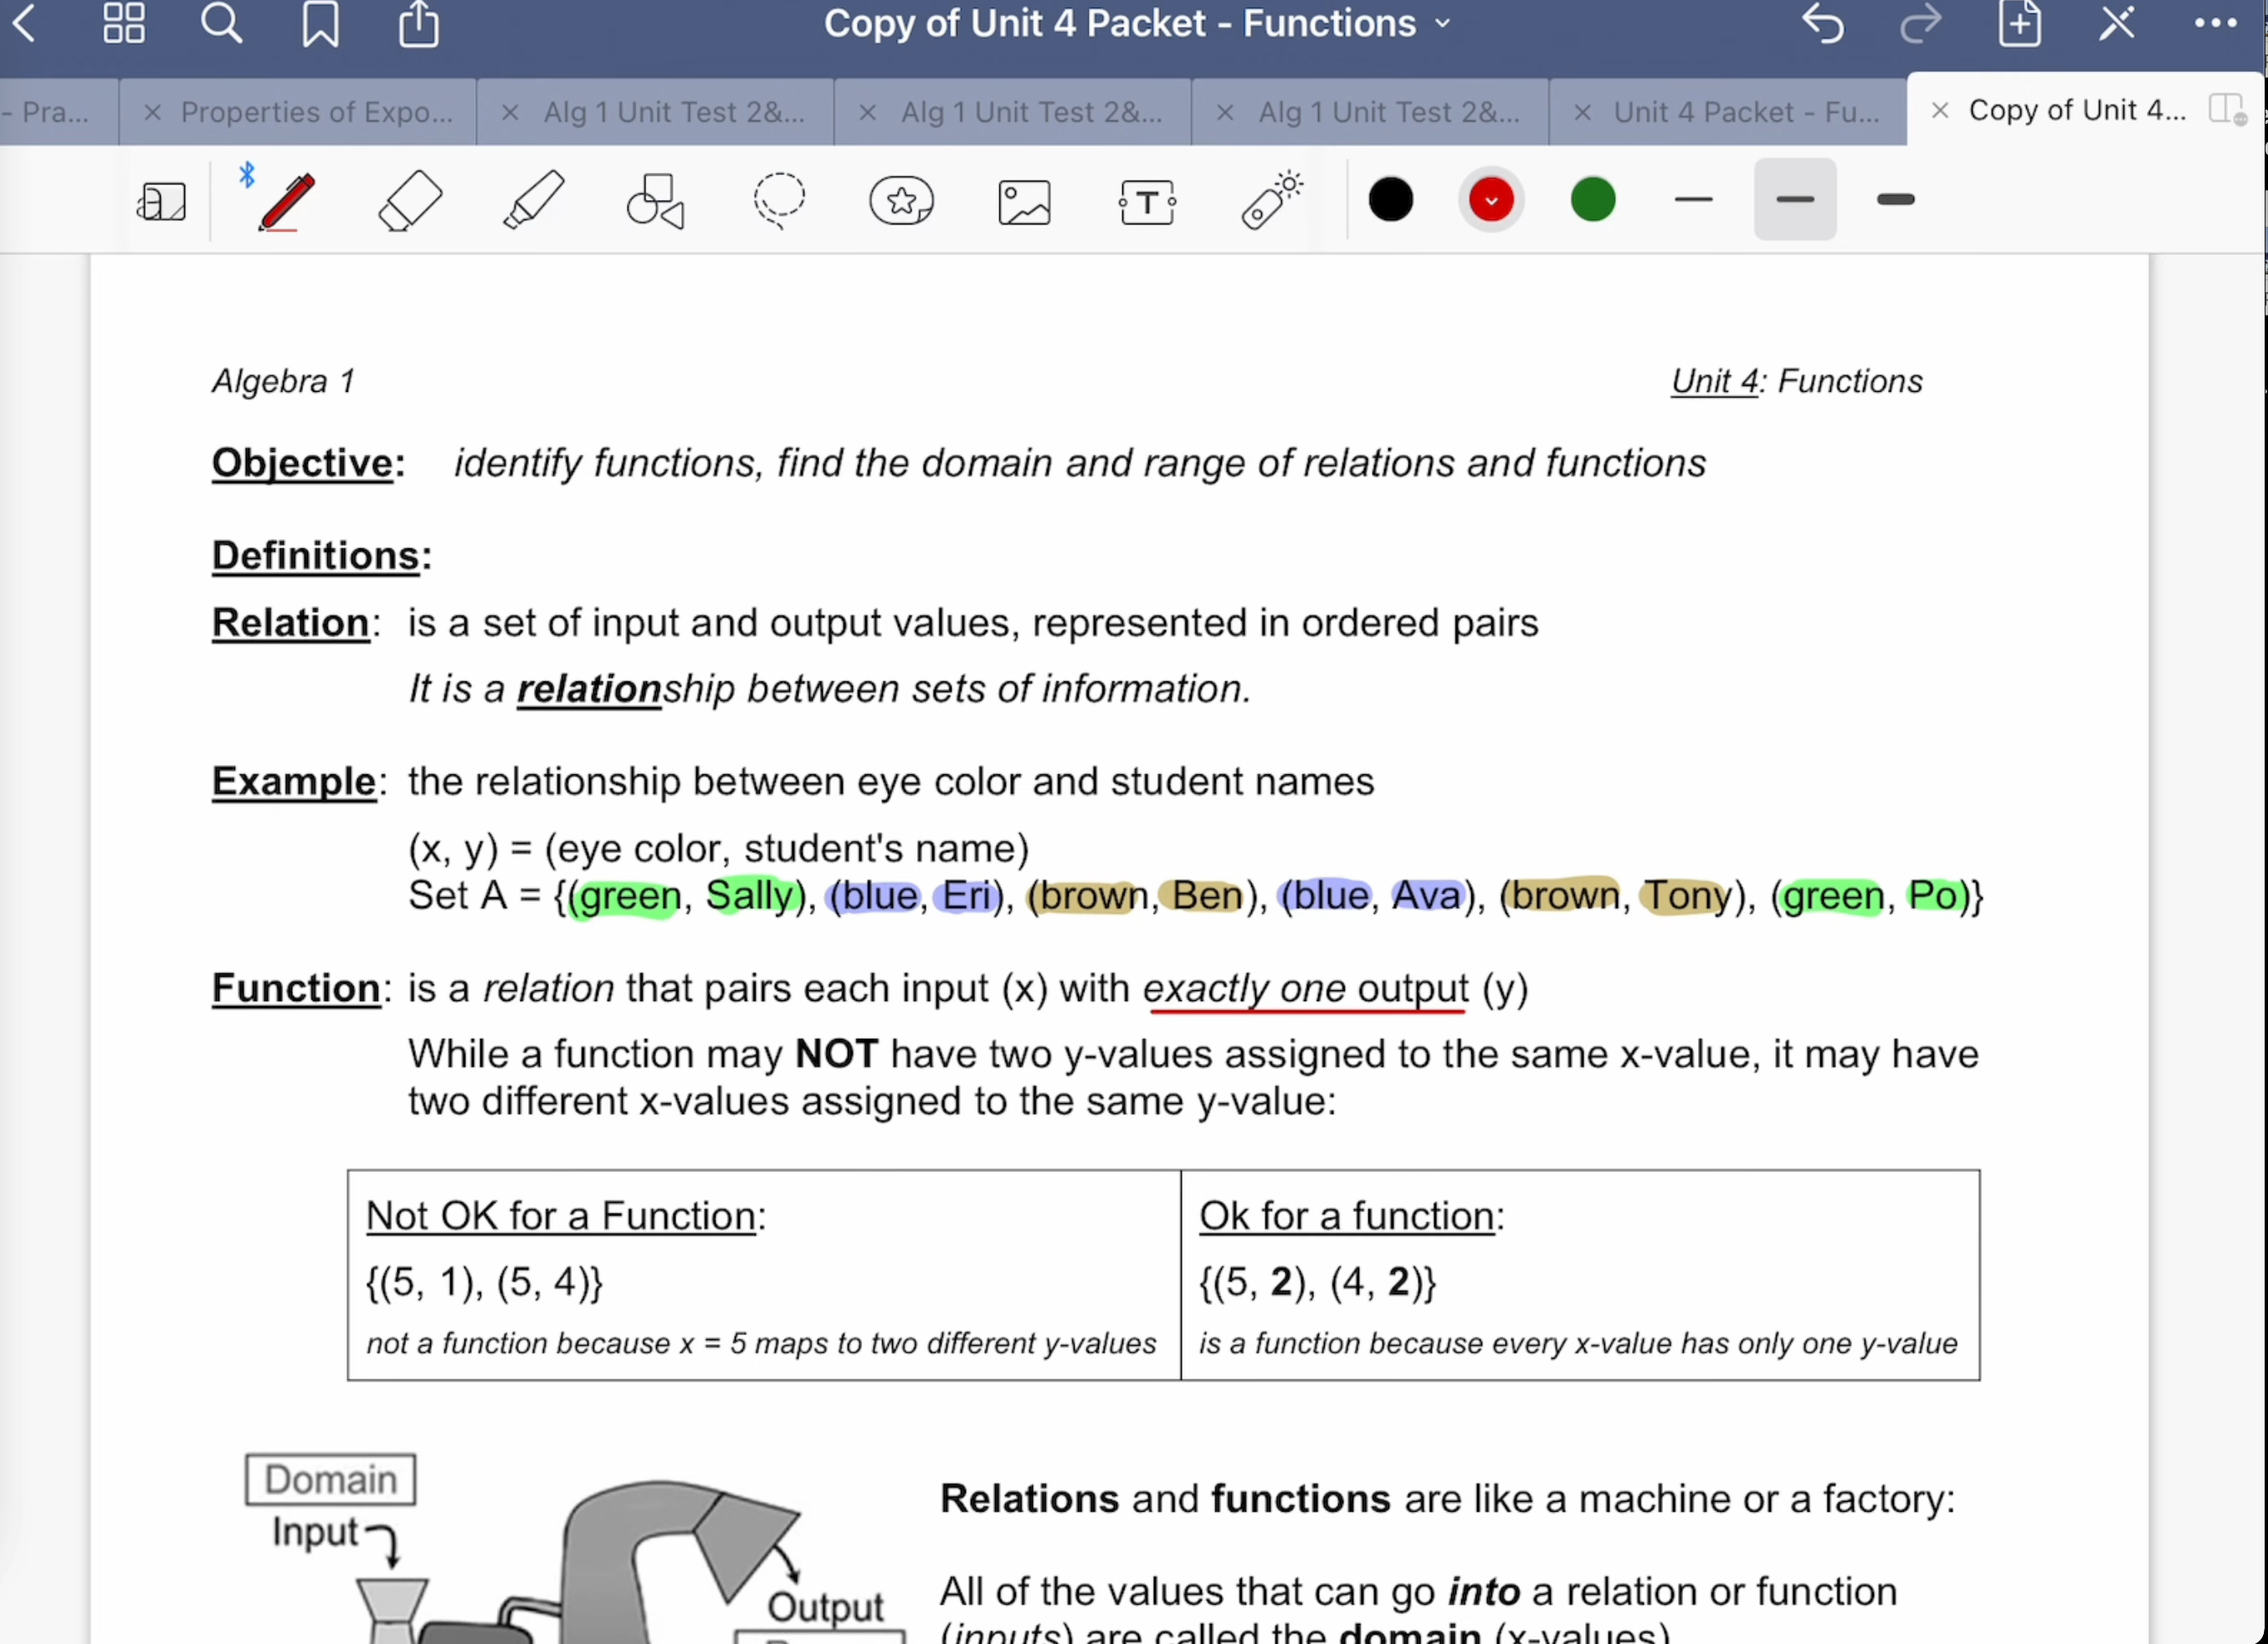 Copy of Unit 4 Packet - Functions
- Pra...
Properties of Expo...
Alg 1 Unit Test 2&...
Alg 1 Unit Test 2&...
Alg 1 Unit Test 2&...
Unit 4 Packet - Fu...
Copy of Unit 4...
a
T
Algebra 1
Unit 4: Functions
Objective: identify functions, find the domain and range of relations and functions
Definitions:
Relation: is a set of input and output values, represented in ordered pairs
It is a relationship between sets of information.
Example: the relationship between eye color and student names
(x, y) = (eye color, student's name)
Set A = {(green, Sally), (blue, Eri), (brown, Ben), (blue, Ava), (brown, Tony), (green, Po)}
Function: is a relation that pairs each input (x) with exactly one output (y)
While a function may NOT have two y-values assigned to the same x-value, it may have
two different x-values assigned to the same y-value:
Not OK for a Function:
{(5, 1), (5, 4)}
not a function because x = 5 maps to two different y-values
Ok for a function:
{(5, 2), (4, 2)}
is a function because every x-value has only one y-value
Domain
Input
Output
Relations and functions are like a machine or a factory:
All of the values that can go into a relation or function
(inputs) are called the domain (x-values)